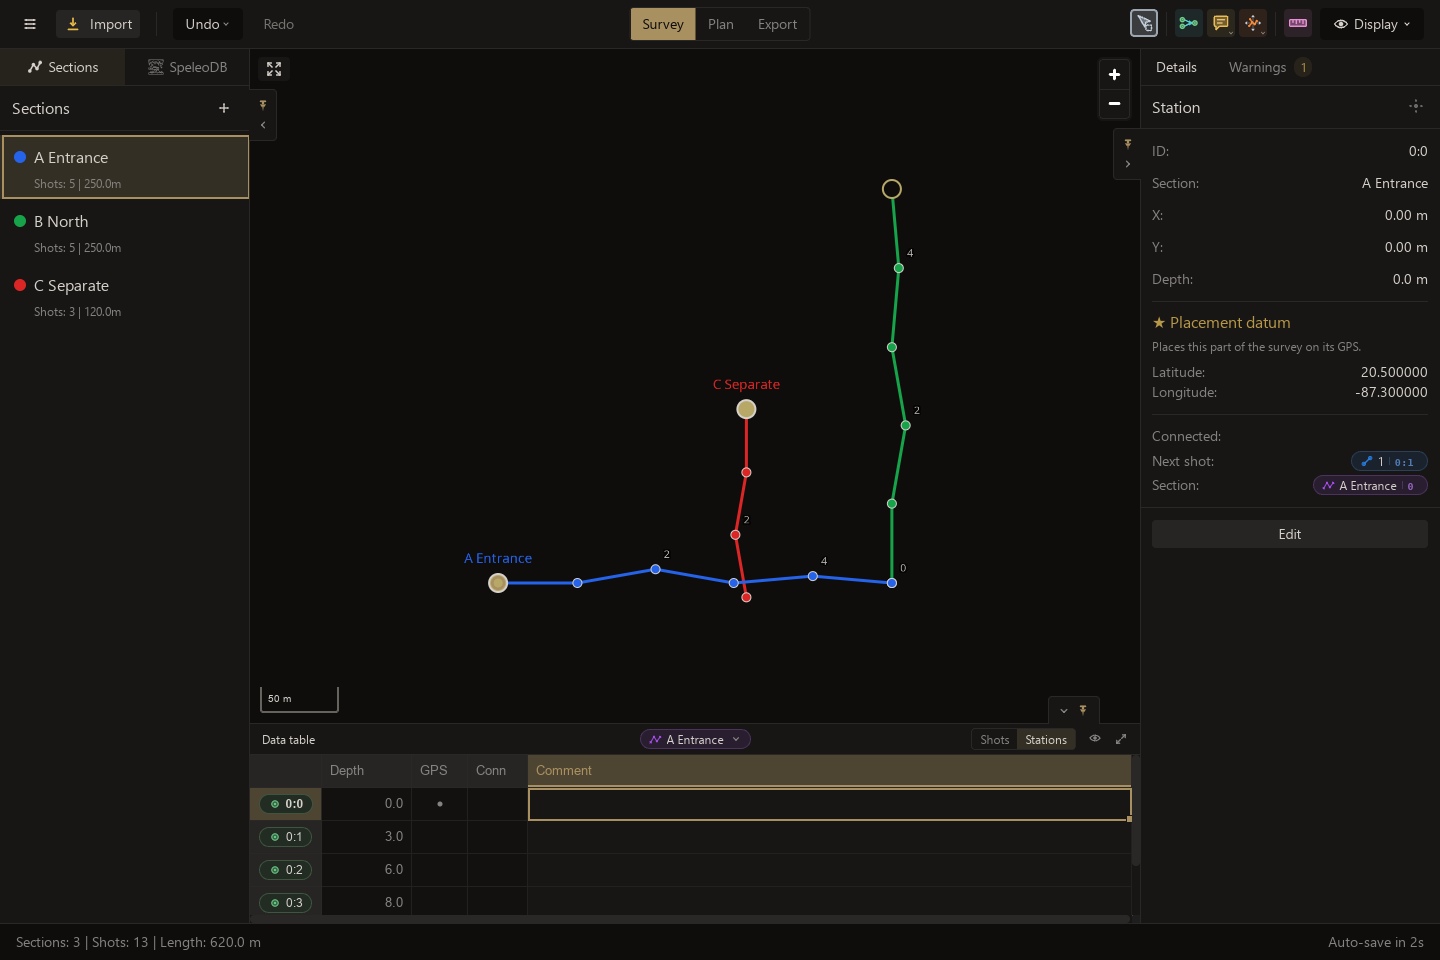 Import
Undo
Redo
Survey
Plan
Export
Display
Sections
SpeleoDB
Sections
A Entrance
Shots: 5 | 250.0m
B North
Shots: 5 | 250.0m
C Separate
Shots: 3 | 120.0m
4
2
C Separate
2
A Entrance
2
4
0
50 m
Details
Warnings 1
Station
ID: 0:0
Section: A Entrance
X: 0.00 m
Y: 0.00 m
Depth: 0.0 m
★ Placement datum
Places this part of the survey on its GPS.
Latitude: 20.500000
Longitude: -87.300000
Connected:
Next shot: 1 | 0:1
Section: A Entrance | 0
Edit
Data table
A Entrance
Shots
Stations
Depth GPS Conn Comment
0:0 0.0 •
0:1 3.0
0:2 6.0
0:3 8.0
Sections: 3 | Shots: 13 | Length: 620.0 m
Auto-save in 2s